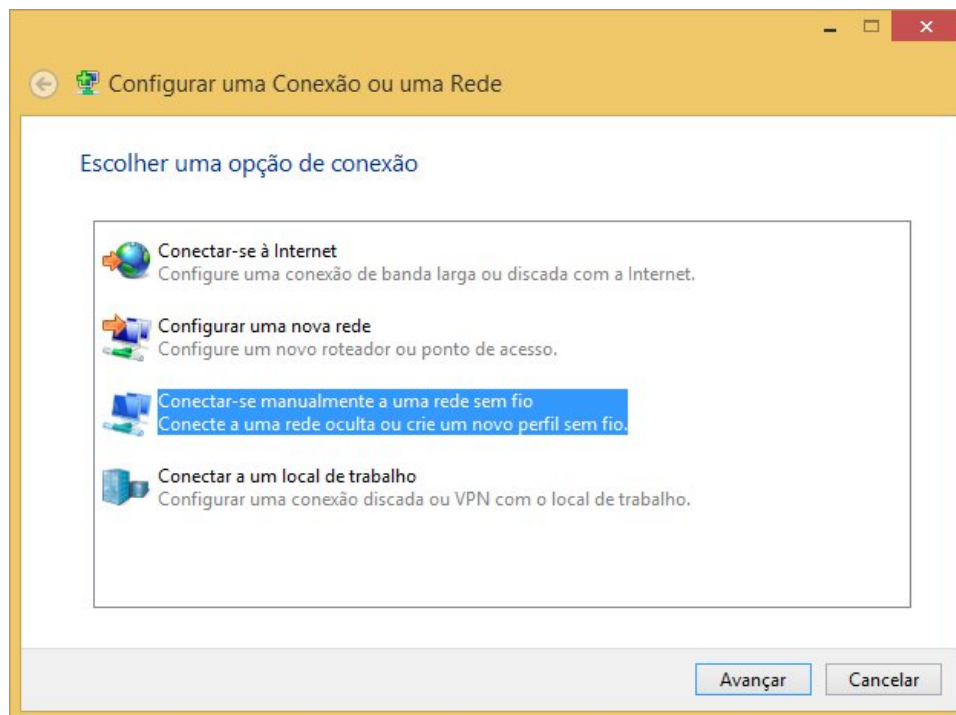 Configurar uma Conexão ou uma Rede
Escolher uma opção de conexão
Conectar-se à Internet
Configure uma conexão de banda larga ou discada com a Internet.
Configurar uma nova rede
Configure um novo roteador ou ponto de acesso.
Conectar-se manualmente a uma rede sem fio
Conecte a uma rede oculta ou crie um novo perfil sem fio.
Conectar a um local de trabalho
Configurar uma conexão discada ou VPN com o local de trabalho.
Avançar
Cancelar